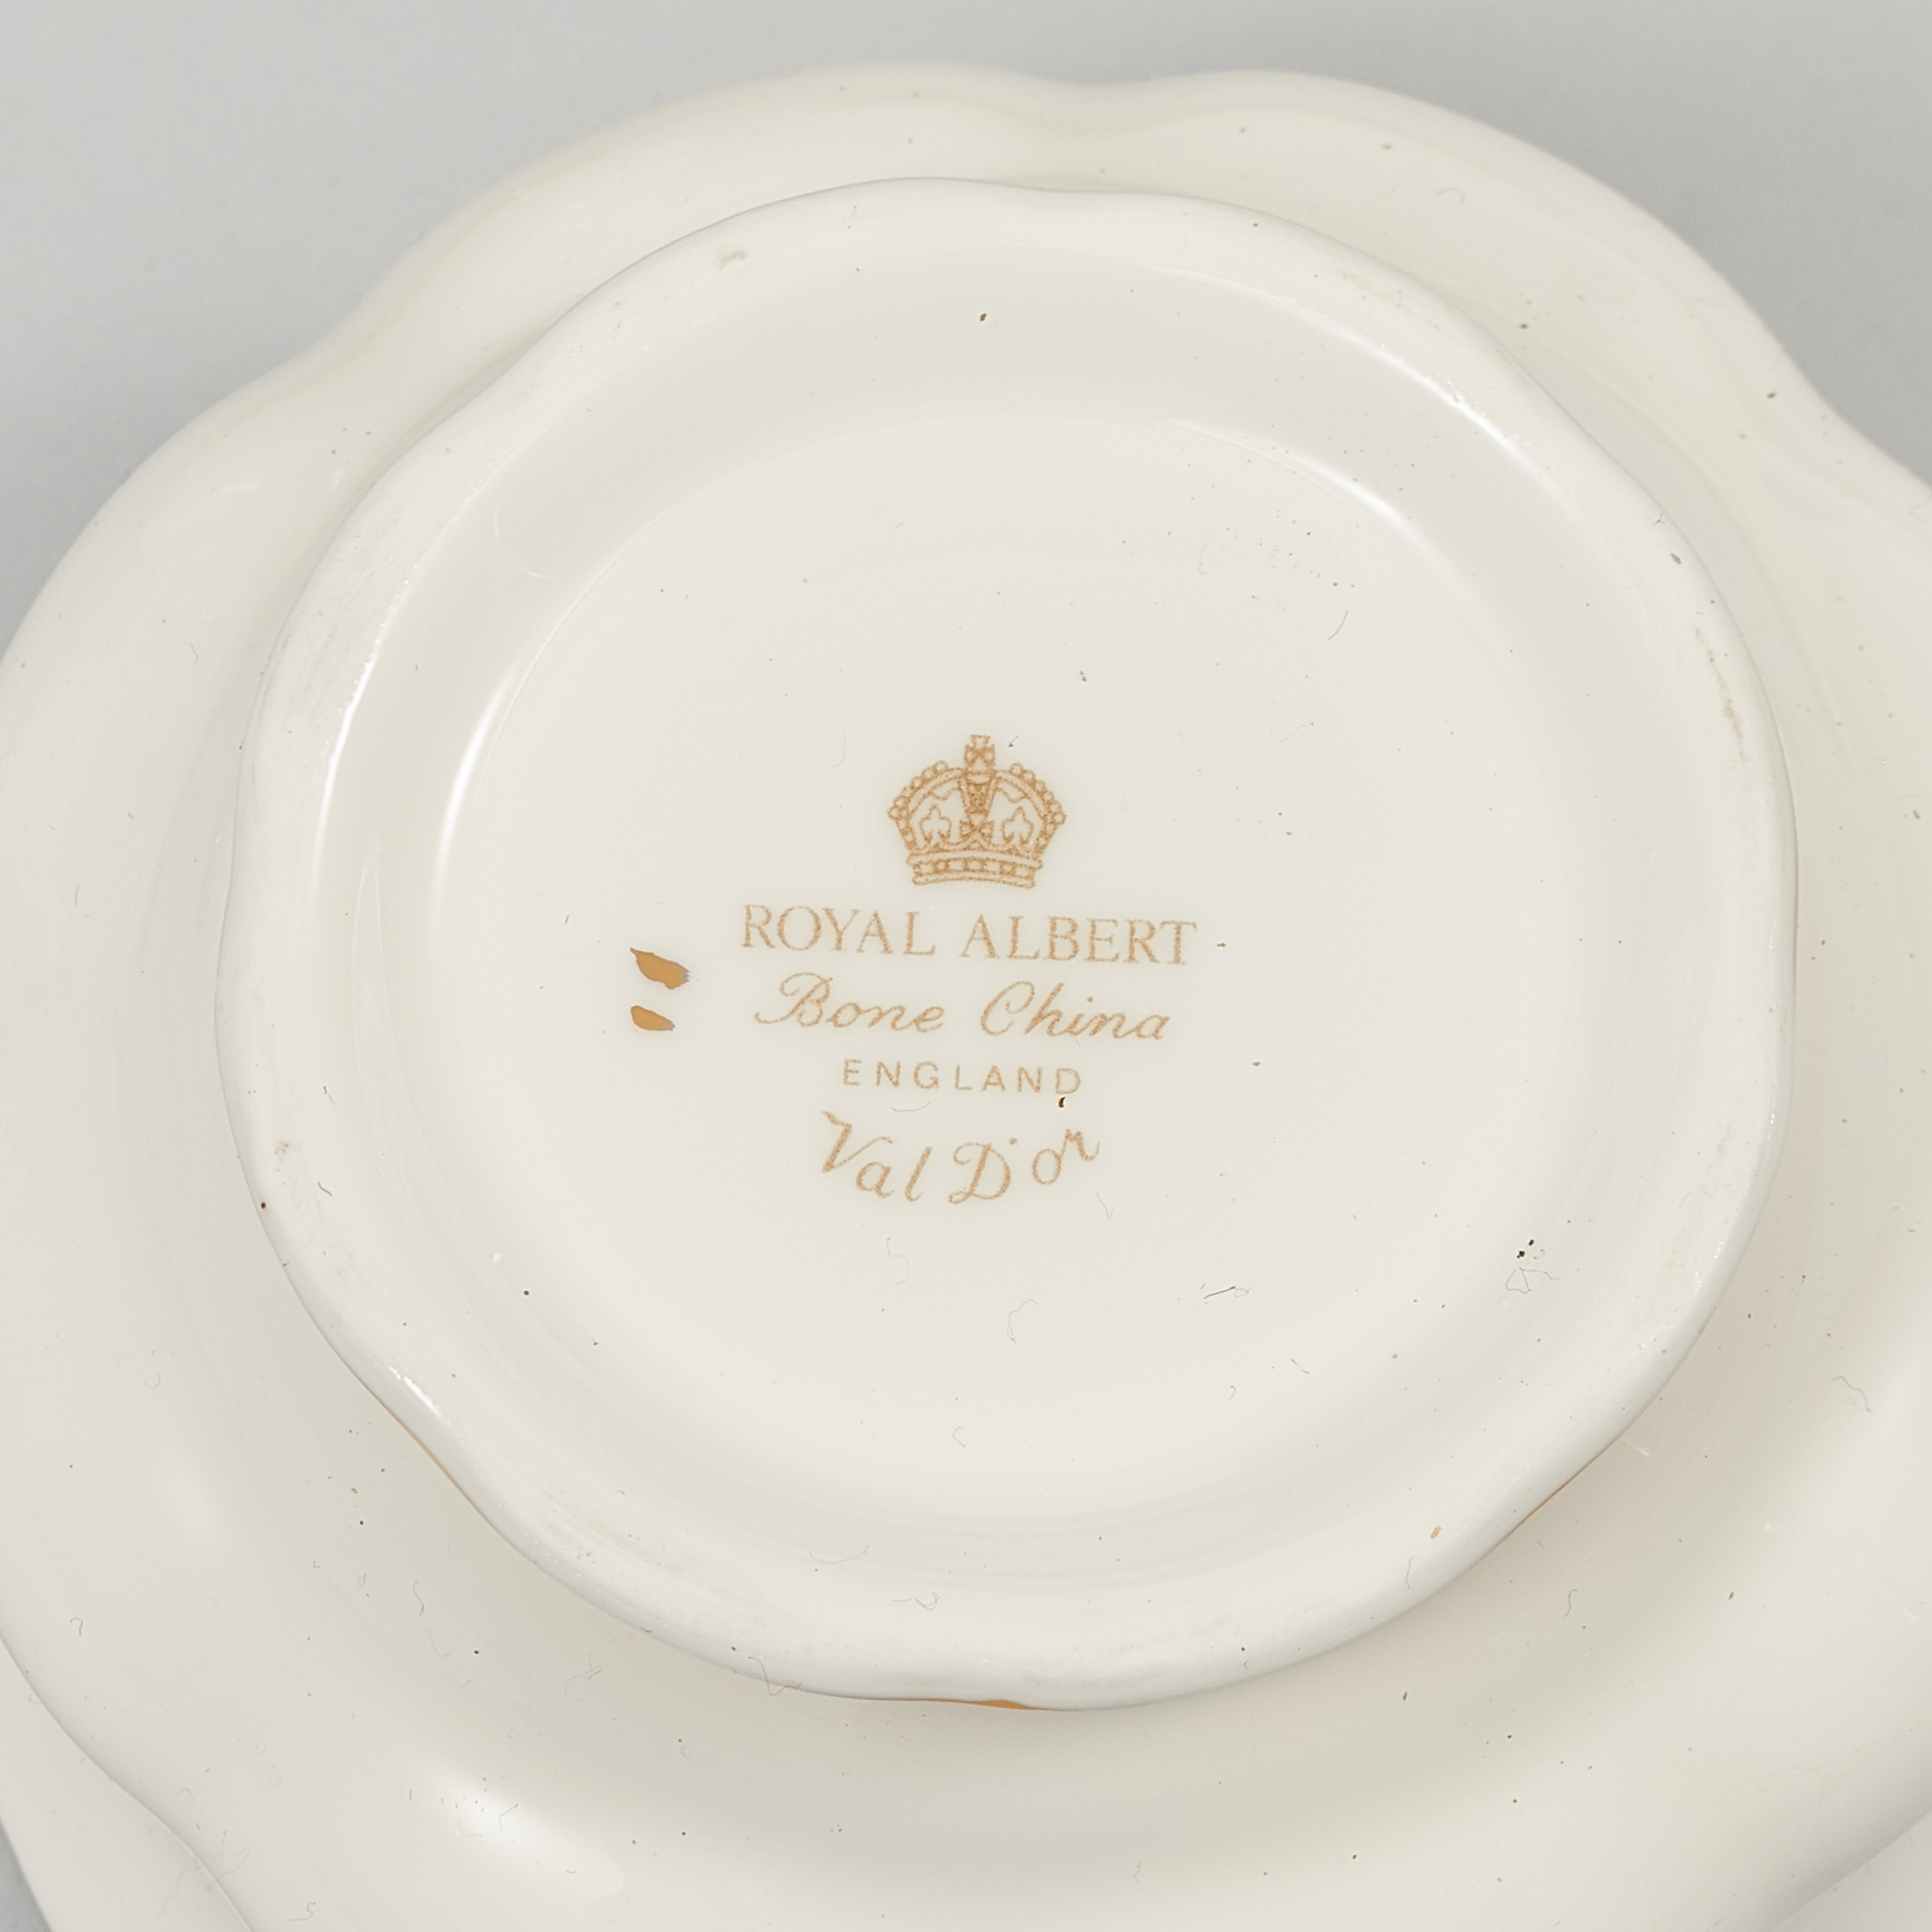 ROYAL ALBERT
Bone China
ENGLAND
Val D'or